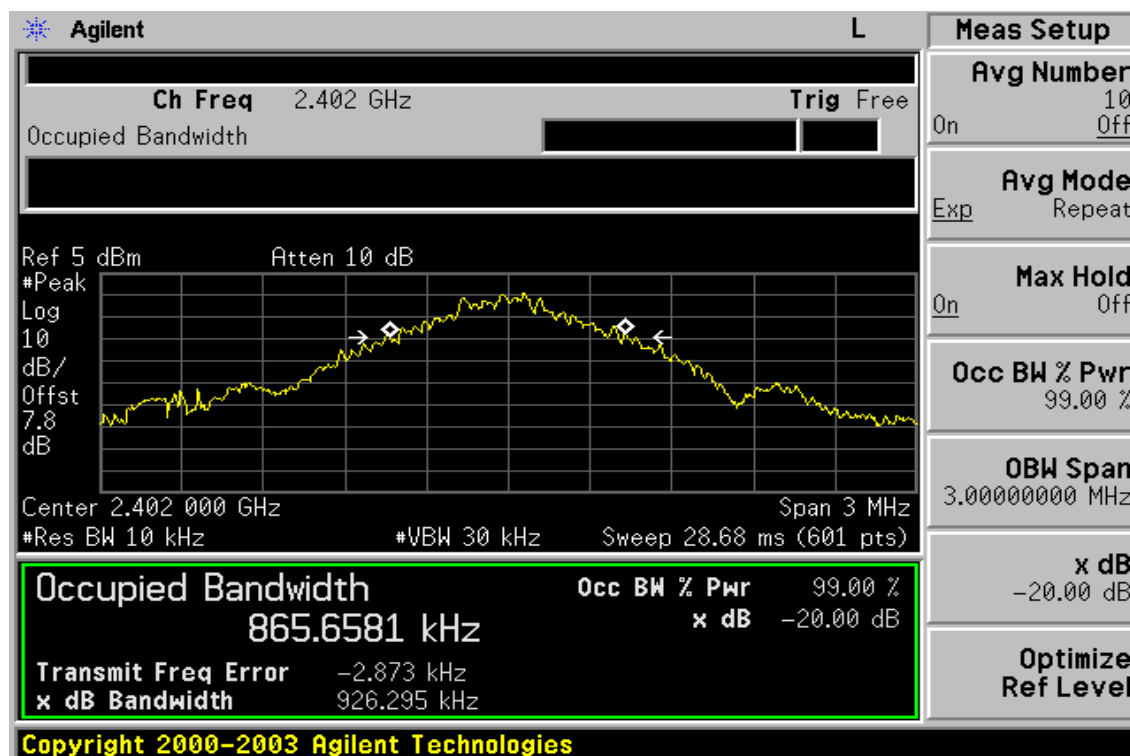 Agilent L
Ch Freq 2.402 GHz Trig Free
Occupied Bandwidth
Ref 5 dBm Atten 10 dB
#Peak
Log
10
dB/
Offst
7.8
dB
Center 2.402 000 GHz Span 3 MHz
#Res BW 10 kHz #VBW 30 kHz Sweep 28.68 ms (601 pts)
Occupied Bandwidth
865.6581 kHz
Occ BW % Pwr 99.00 %
x dB -20.00 dB
Transmit Freq Error -2.873 kHz
x dB Bandwidth 926.295 kHz
Copyright 2000-2003 Agilent Technologies
Meas Setup
Avg Number
10
On Off
Avg Mode
Exp Repeat
Max Hold
On Off
Occ BW % Pwr
99.00 %
OBW Span
3.00000000 MHz
x dB
-20.00 dB
Optimize
Ref Level